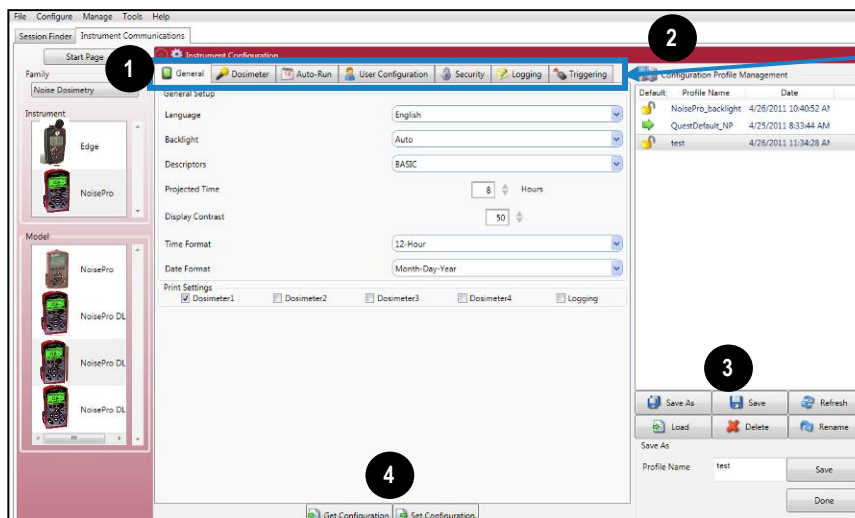 File Configure Manage Tools Help
Session Finder Instrument Communications
Start Page
Family
Noise Dosimetry
Instrument
Edge
NoisePro
Model
NoisePro
NoisePro DL
NoisePro DL
NoisePro DL
1
2
Instrument Configuration
General Dosimeter Auto-Run User Configuration Security Logging Triggering
General Setup
Language English
Backlight Auto
Descriptors BASIC
Projected Time 8 Hours
Display Contrast 50
Time Format 12-Hour
Date Format Month-Day-Year
Print Settings
Dosimeter1 Dosimeter2 Dosimeter3 Dosimeter4 Logging
4
Get Configuration Set Configuration
Configuration Profile Management
Default Profile Name Date
NoisePro_backlight 4/26/2011 10:40:52 AM
QuestDefault_NP 4/25/2011 8:33:44 AM
test 4/26/2011 11:34:28 AM
3
Save As Save Refresh
Load Delete Rename
Save As
Profile Name test Save
Done